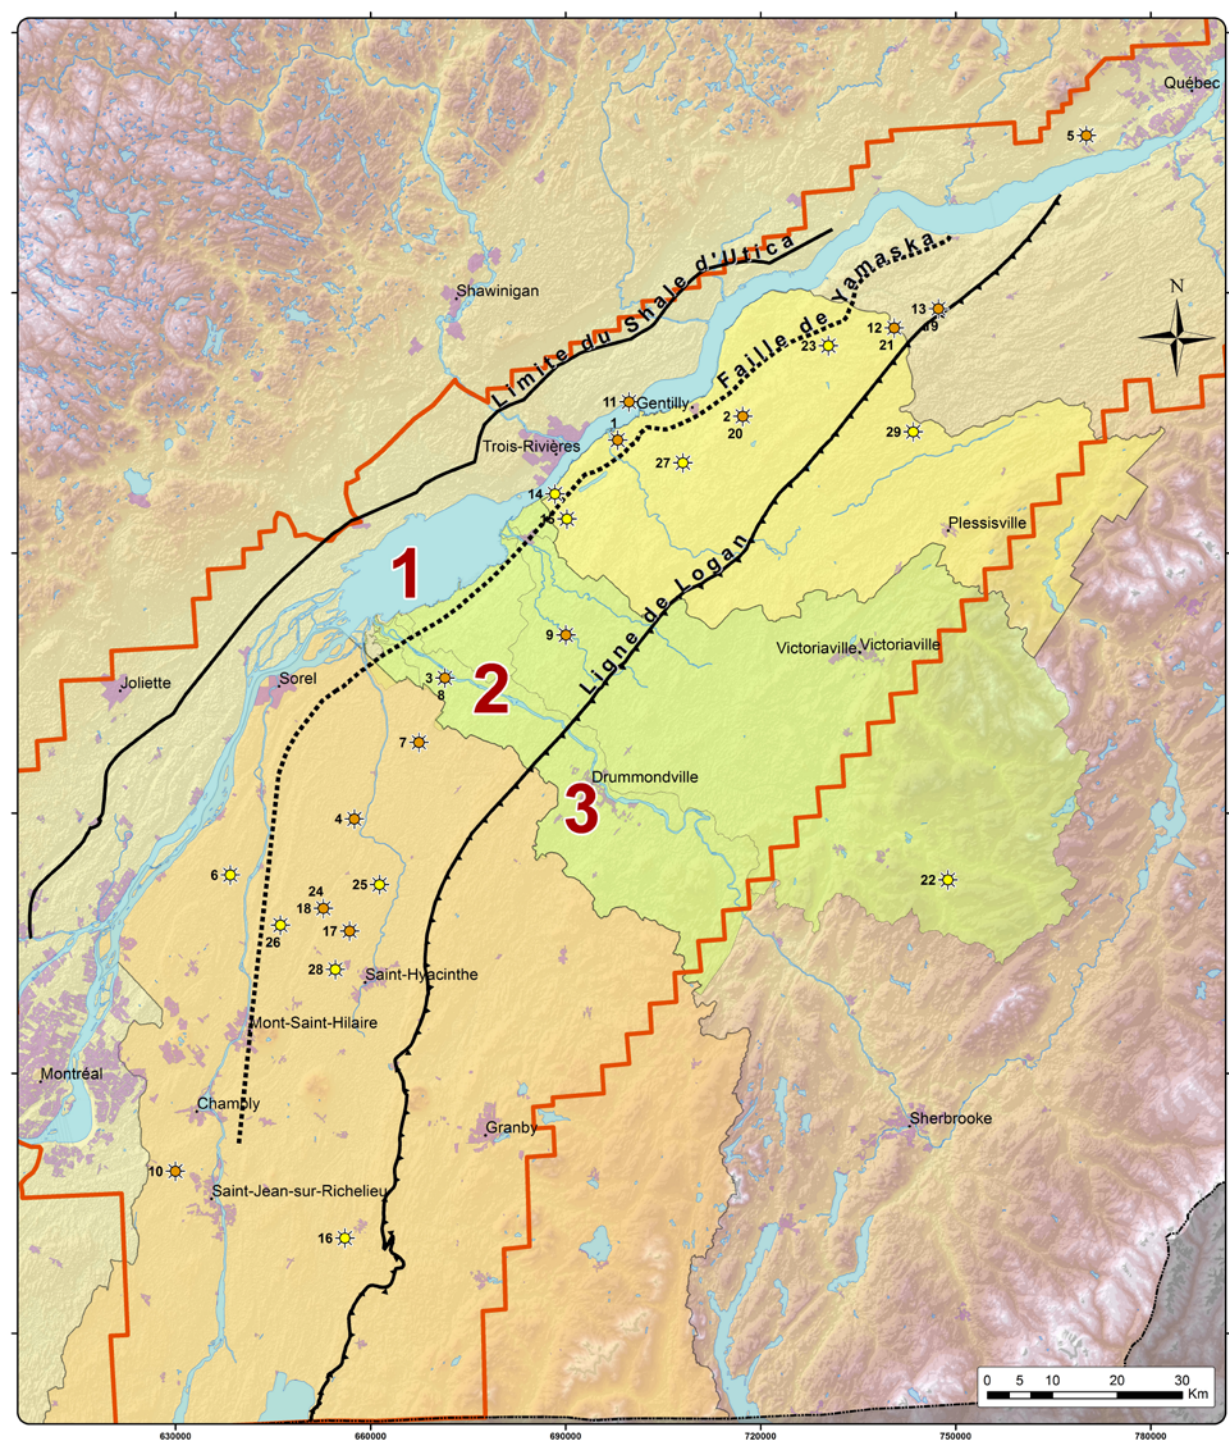 Québec
5
Limite du Shale d'Utica
Faille de Yamaska
Shawinigan
N
13
19
12
21
23
11
Gentilly
1
2
20
Trois-Rivières
27
29
14
15
Plessisville
1
Ligne de Logan
9
Victoriaville
Victoriaville
Joliette
Sorel
3
8
2
7
Drummondville
3
4
6
25
22
24
18
26
17
28
Saint-Hyacinthe
Mont-Saint-Hilaire
Montréal
Chambly
Granby
Sherbrooke
10
Saint-Jean-sur-Richelieu
16
0 5 10 20 30
Km
630000 660000 690000 720000 750000 780000